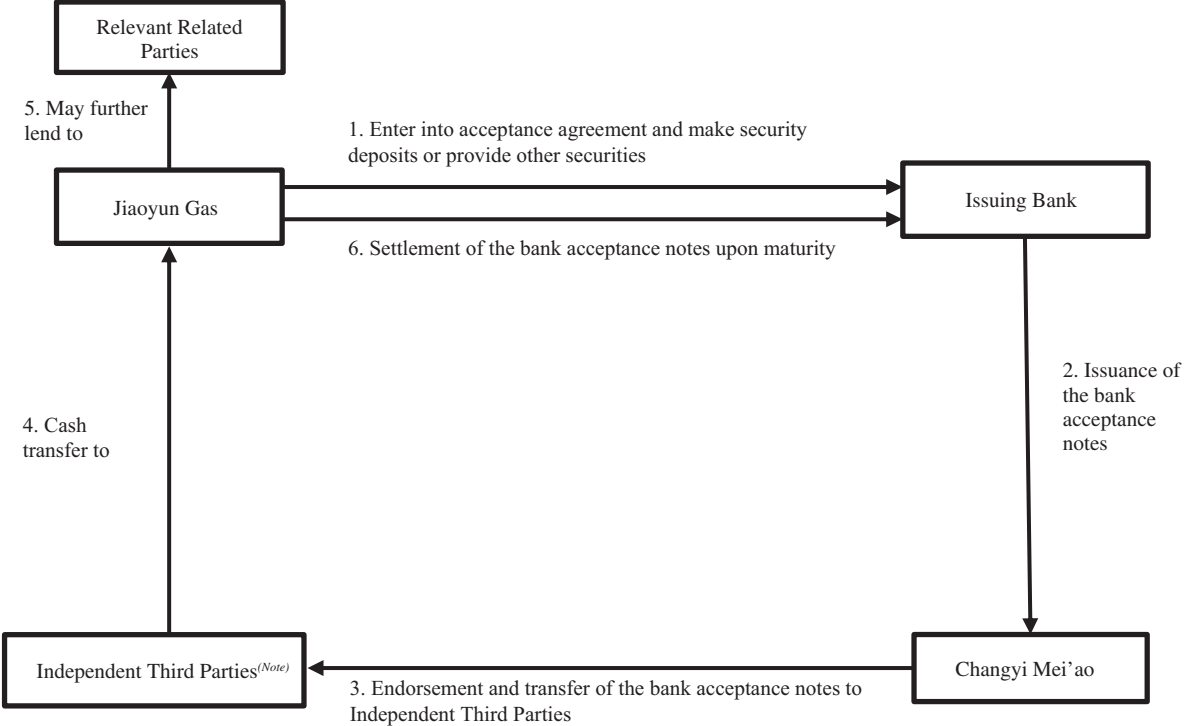 Relevant Related
Parties
5. May further
lend to
1. Enter into acceptance agreement and make security
deposits or provide other securities
Jiaoyun Gas
Issuing Bank
6. Settlement of the bank acceptance notes upon maturity
2. Issuance of
the bank
acceptance
notes
4. Cash
transfer to
Independent Third Parties(Note)
Changyi Mei’ao
3. Endorsement and transfer of the bank acceptance notes to
Independent Third Parties